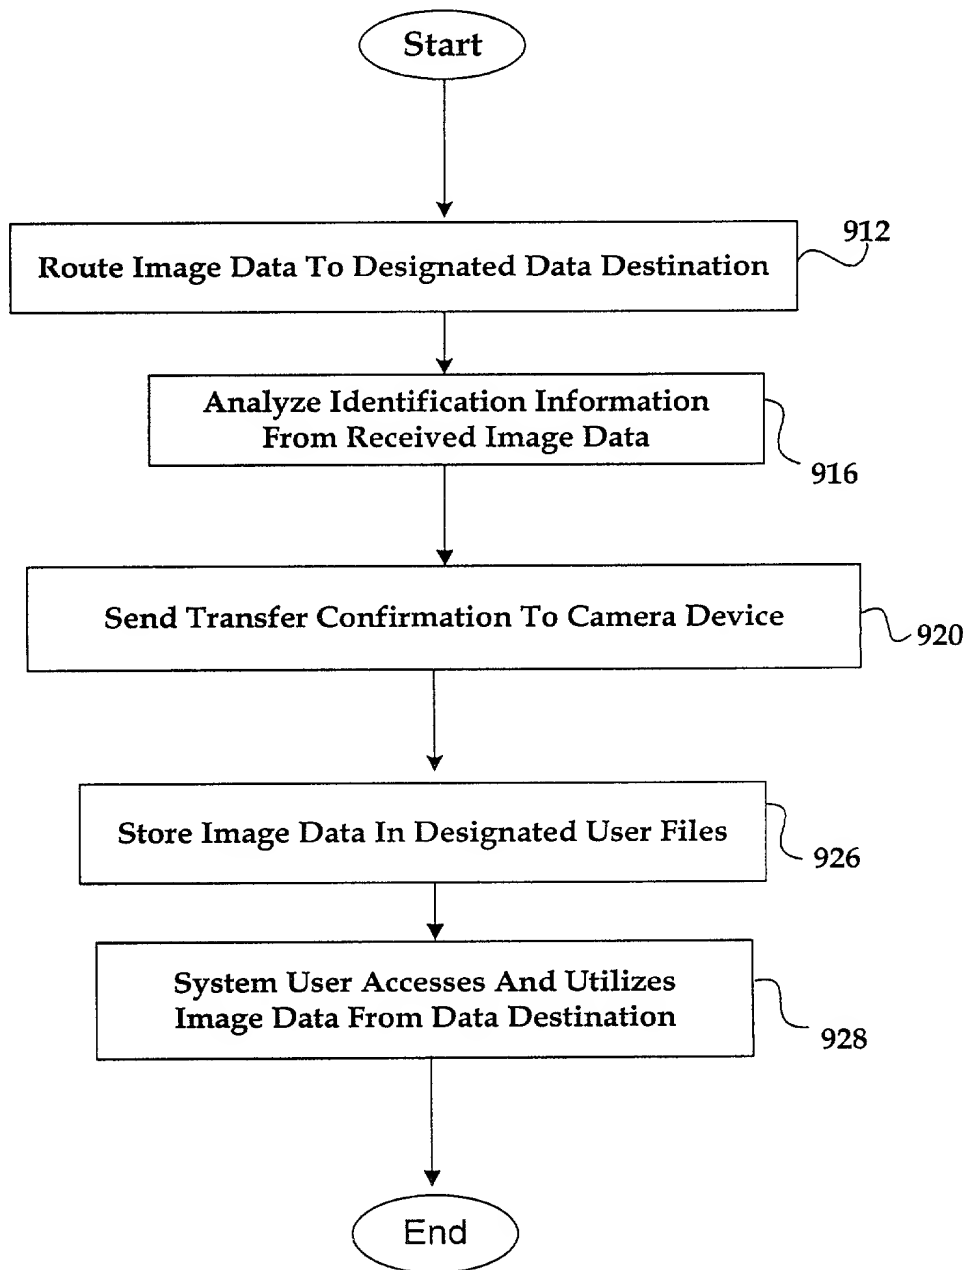 Start
912
Route Image Data To Designated Data Destination
Analyze Identification Information
From Received Image Data
916
Send Transfer Confirmation To Camera Device
920
Store Image Data In Designated User Files
926
System User Accesses And Utilizes
Image Data From Data Destination
928
End